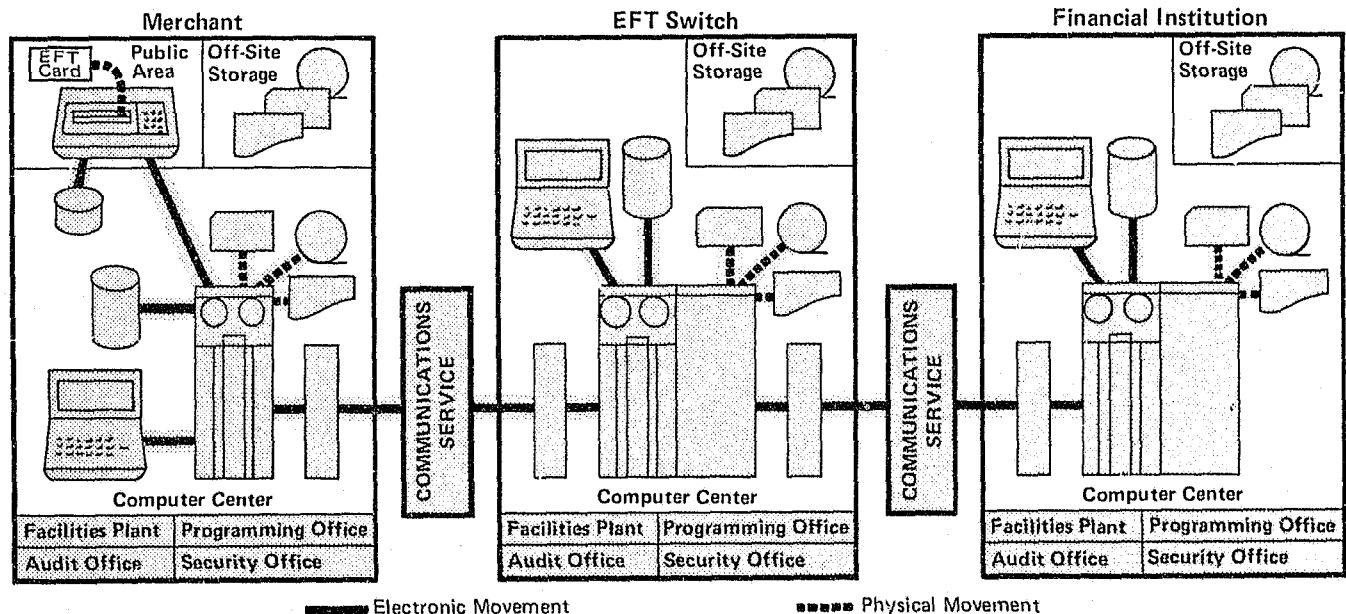 Merchant
EFT Switch
Financial Institution
EFT
Card
Public
Area
Off-Site
Storage
Off-Site
Storage
Off-Site
Storage
COMMUNICATIONS
SERVICE
COMMUNICATIONS
SERVICE
Computer Center
Facilities Plant
Programming Office
Audit Office
Security Office
Computer Center
Facilities Plant
Programming Office
Audit Office
Security Office
Computer Center
Facilities Plant
Programming Office
Audit Office
Security Office
Electronic Movement
Physical Movement